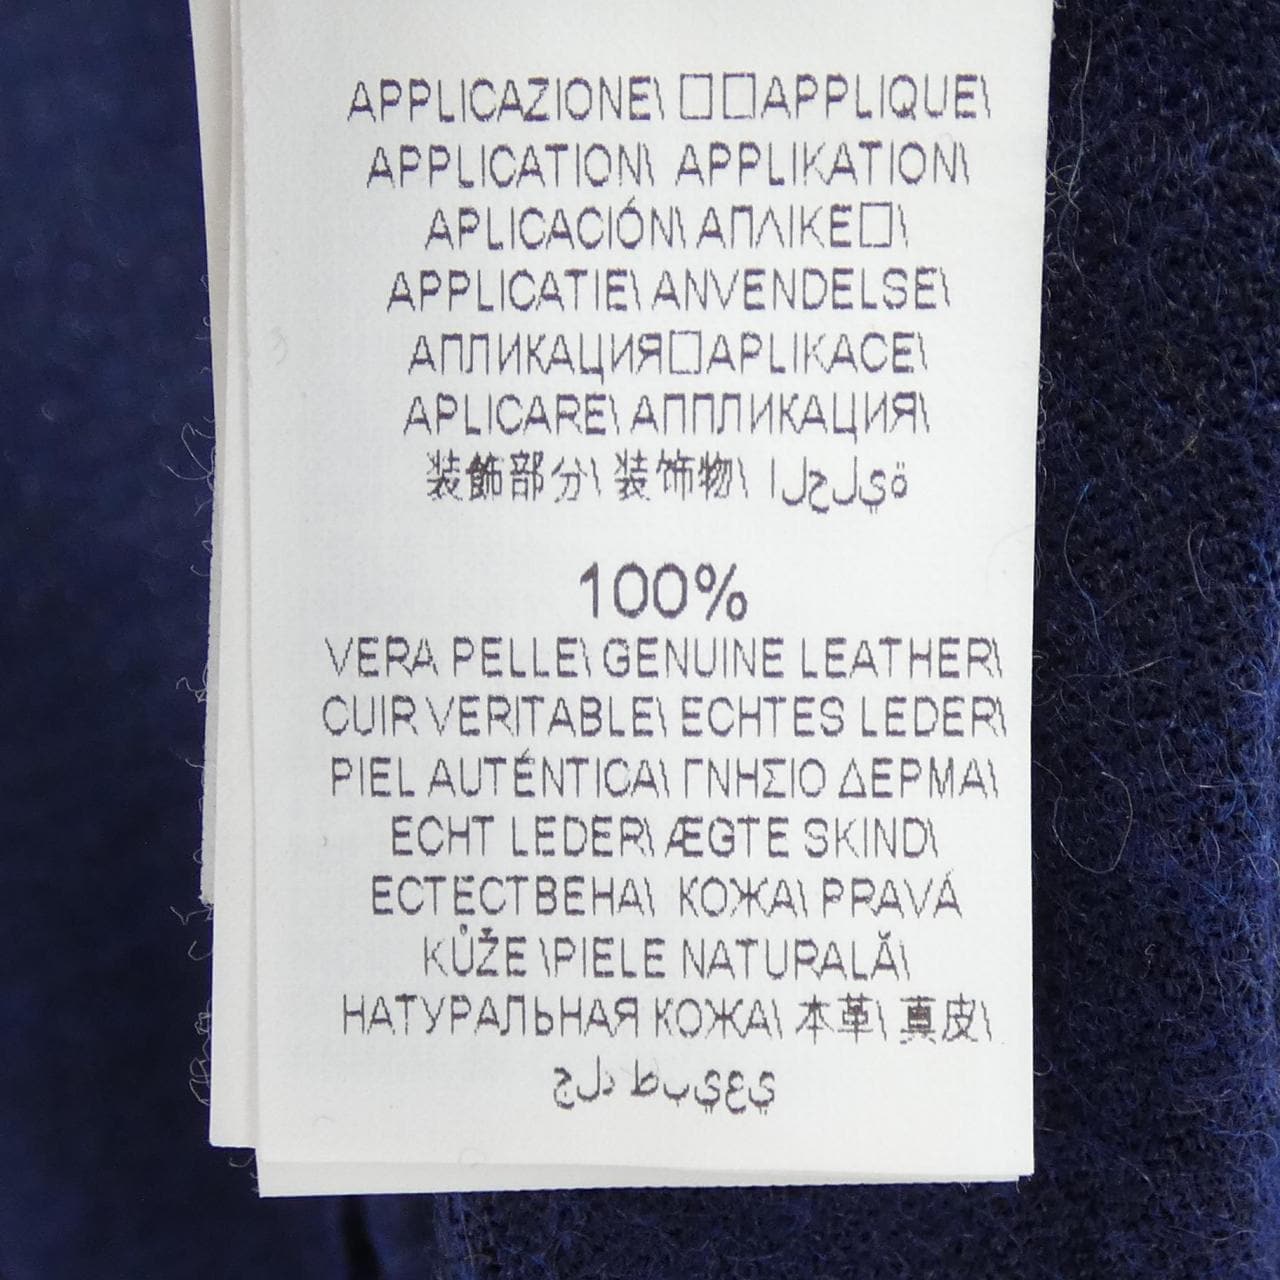 APPLICAZIONE\ □□APPLIQUE\
APPLICATION\ APPLIKATION\
APLICACIÓN\ ΑΠΛΙΚΕ□\
APPLICATIE\ ANVENDELSE\
АПЛИКАЦИЯ□APLIKACE\
APLICARE\ АППЛИКАЦИЯ\
装飾部分\ 装饰物\ ا ل ج ل ي ة
100%
VERA PELLE\ GENUINE LEATHER\
CUIR VERITABLE\ ECHTES LEDER\
PIEL AUTÉNTICA\ ΓΝΗΣΙΟ ΔΕΡΜΑ\
ECHT LEDER\ ÆGTE SKIND\
ЕСТЕСТВЕНА\ КОЖА\ PRAVÁ
KŮŽE \PIELE NATURALĂ\
НАТУРАЛЬНАЯ КОЖА\ 本革\ 真皮\
ج ل د ط ب ي ع ي